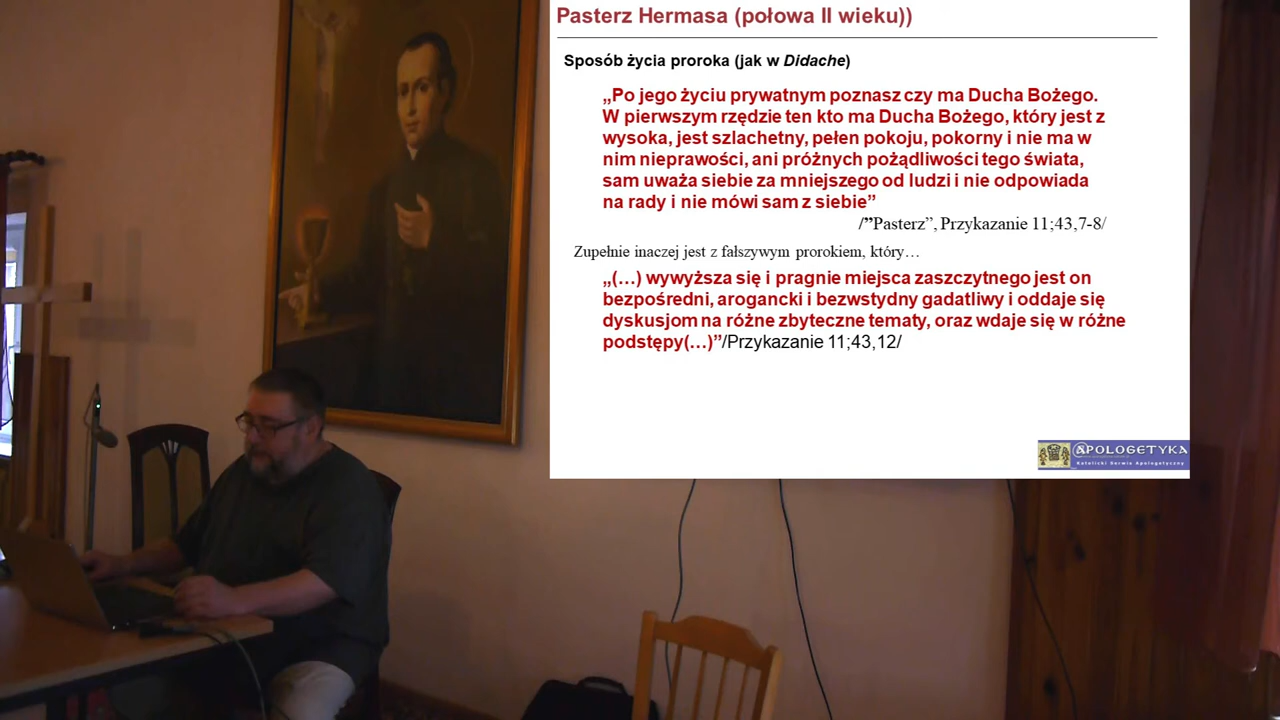 Pasterz Hermasa (połowa II wieku))
Sposób życia proroka (jak w Didache)
„Po jego życiu prywatnym poznasz czy ma Ducha Bożego.
W pierwszym rzędzie ten kto ma Ducha Bożego, który jest z
wysoka, jest szlachetny, pełen pokoju, pokorny i nie ma w
nim nieprawości, ani próżnych pożądliwości tego świata,
sam uważa siebie za mniejszego od ludzi i nie odpowiada
na rady i nie mówi sam z siebie”
/”Pasterz”, Przykazanie 11;43,7-8/
Zupełnie inaczej jest z fałszywym prorokiem, który…
„(…) wywyższa się i pragnie miejsca zaszczytnego jest on
bezpośredni, arogancki i bezwstydny gadatliwy i oddaje się
dyskusjom na różne zbyteczne tematy, oraz wdaje się w różne
podstępy(…)”/Przykazanie 11;43,12/
@POLOGETYKA
Katolicki Serwis Apologetyczny